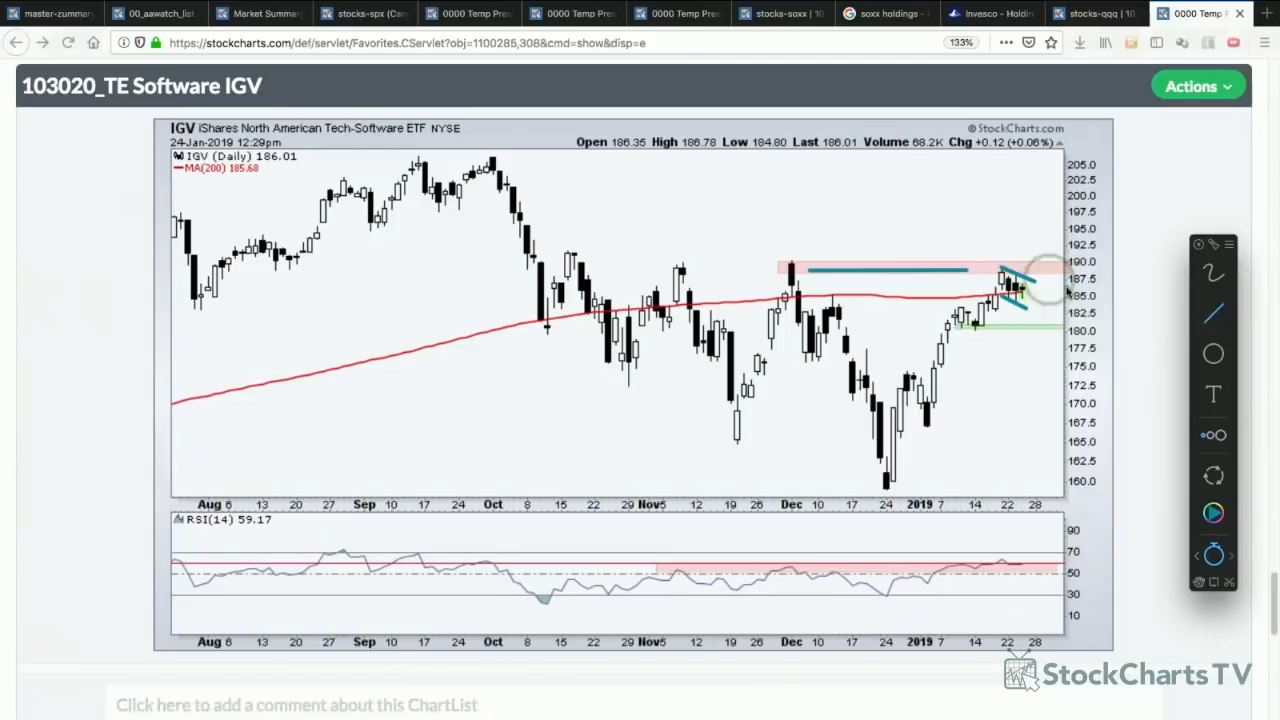 master-zummary
00_aawatch_list
Market Summar
stocks-spx (Can
0000 Temp Pres
0000 Temp Pres
0000 Temp Pres
stocks-soxx | 10
soxx holdings -
Invesco - Holdin
stocks-qqq | 10
0000 Temp P
https://stockcharts.com/def/servlet/Favorites.CServlet?obj=1100285,308&cmd=show&disp=e
133%
103020_TE Software IGV
Actions
IGV iShares North American Tech-Software ETF NYSE
© StockCharts.com
24-Jan-2019 12:29pm
Open 186.35 High 186.78 Low 184.80 Last 186.01 Volume 68.2K Chg +0.12 (+0.06%)
IGV (Daily) 186.01
MA(200) 185.68
205.0
202.5
200.0
197.5
195.0
192.5
190.0
187.5
185.0
182.5
180.0
177.5
175.0
172.5
170.0
167.5
165.0
162.5
160.0
Aug 6 13 20 27 Sep 10 17 24 Oct 8 15 22 29 Nov5 12 19 26 Dec 10 17 24 2019 7 14 22 28
RSI(14) 59.17
90
70
50
30
10
Aug 6 13 20 27 Sep 10 17 24 Oct 8 15 22 29 Nov5 12 19 26 Dec 10 17 24 2019 7 14 22 28
T
StockChartsTV
Click here to add a comment about this ChartList